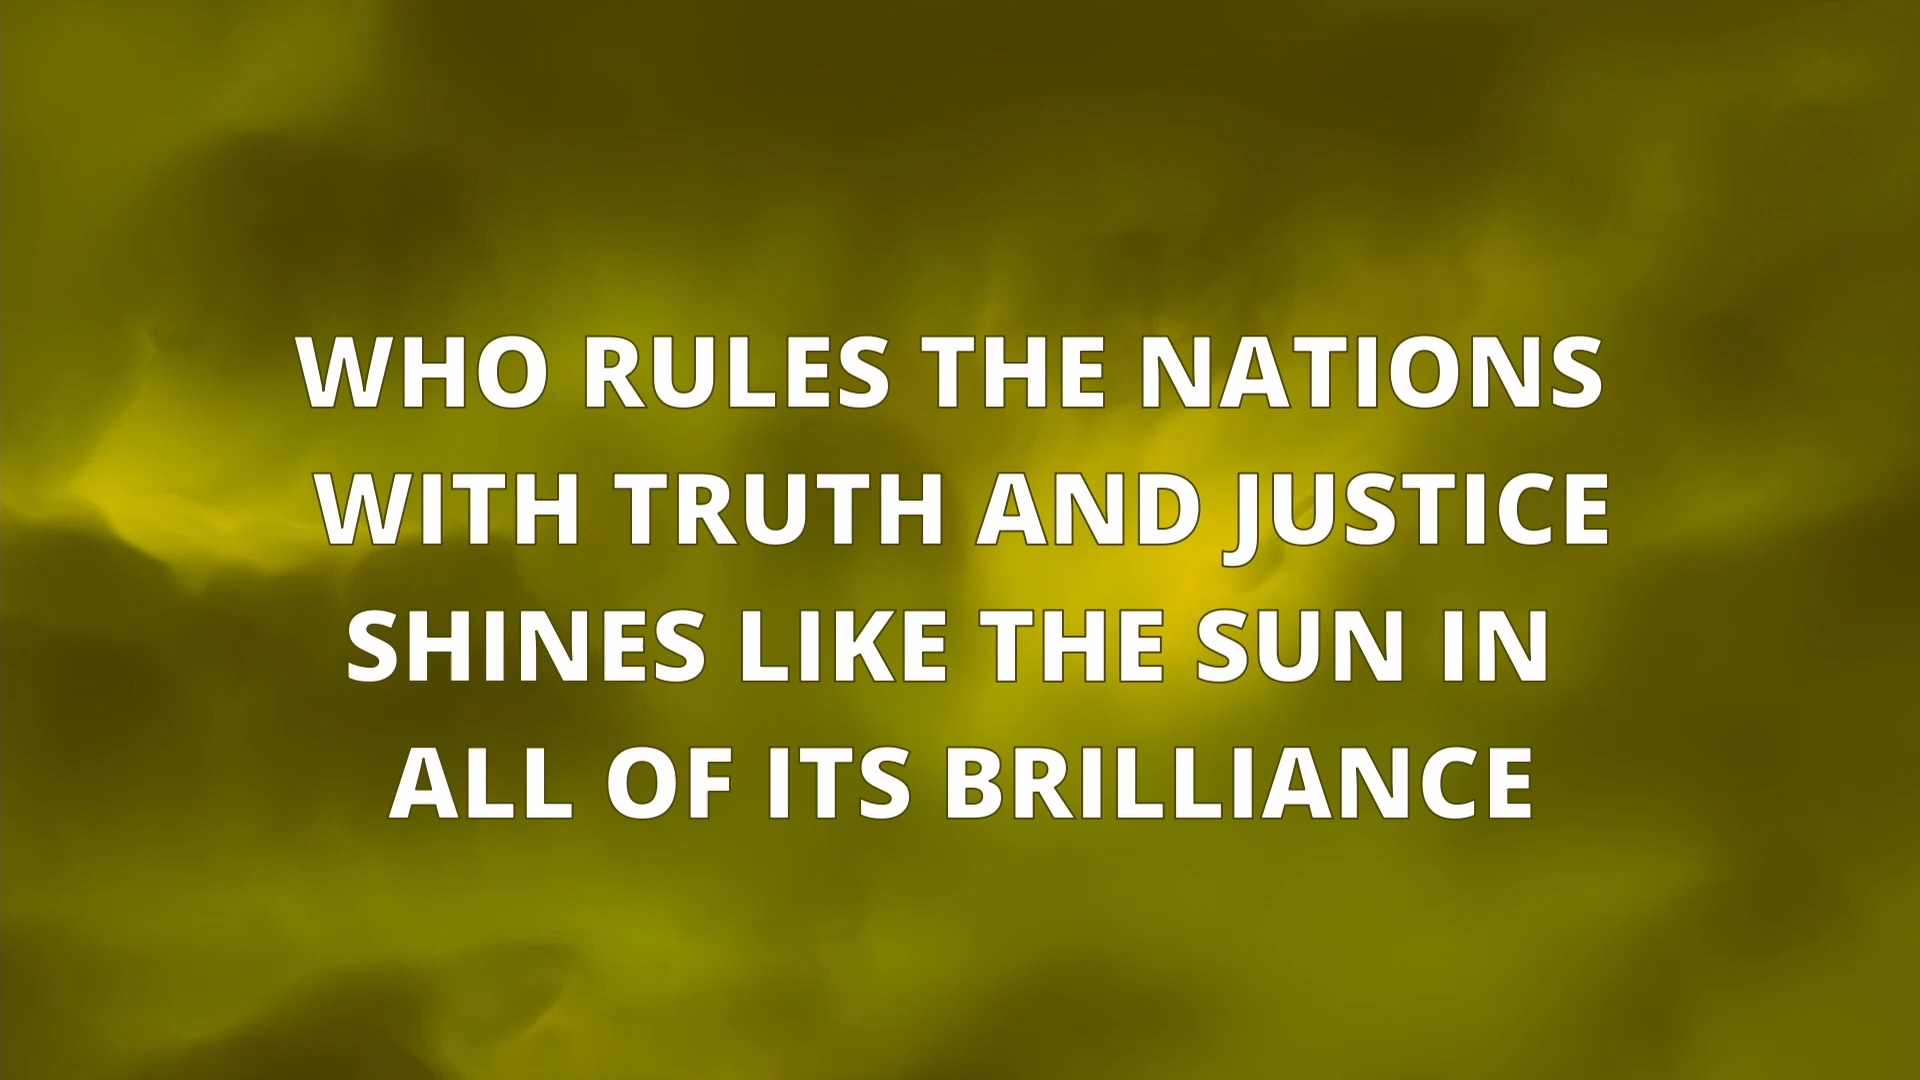 WHO RULES THE NATIONS
WITH TRUTH AND JUSTICE
SHINES LIKE THE SUN IN
ALL OF ITS BRILLIANCE